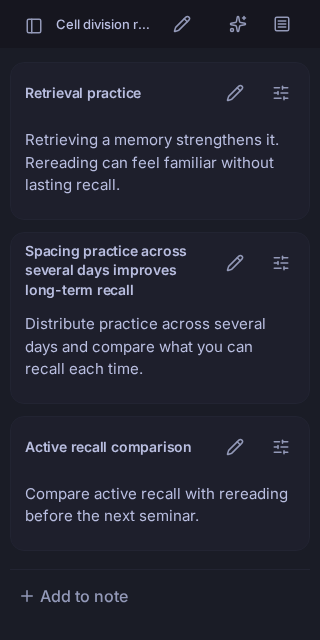 Cell division r...
Retrieval practice
Retrieving a memory strengthens it.
Rereading can feel familiar without
lasting recall.
Spacing practice across
several days improves
long-term recall
Distribute practice across several
days and compare what you can
recall each time.
Active recall comparison
Compare active recall with rereading
before the next seminar.
Add to note